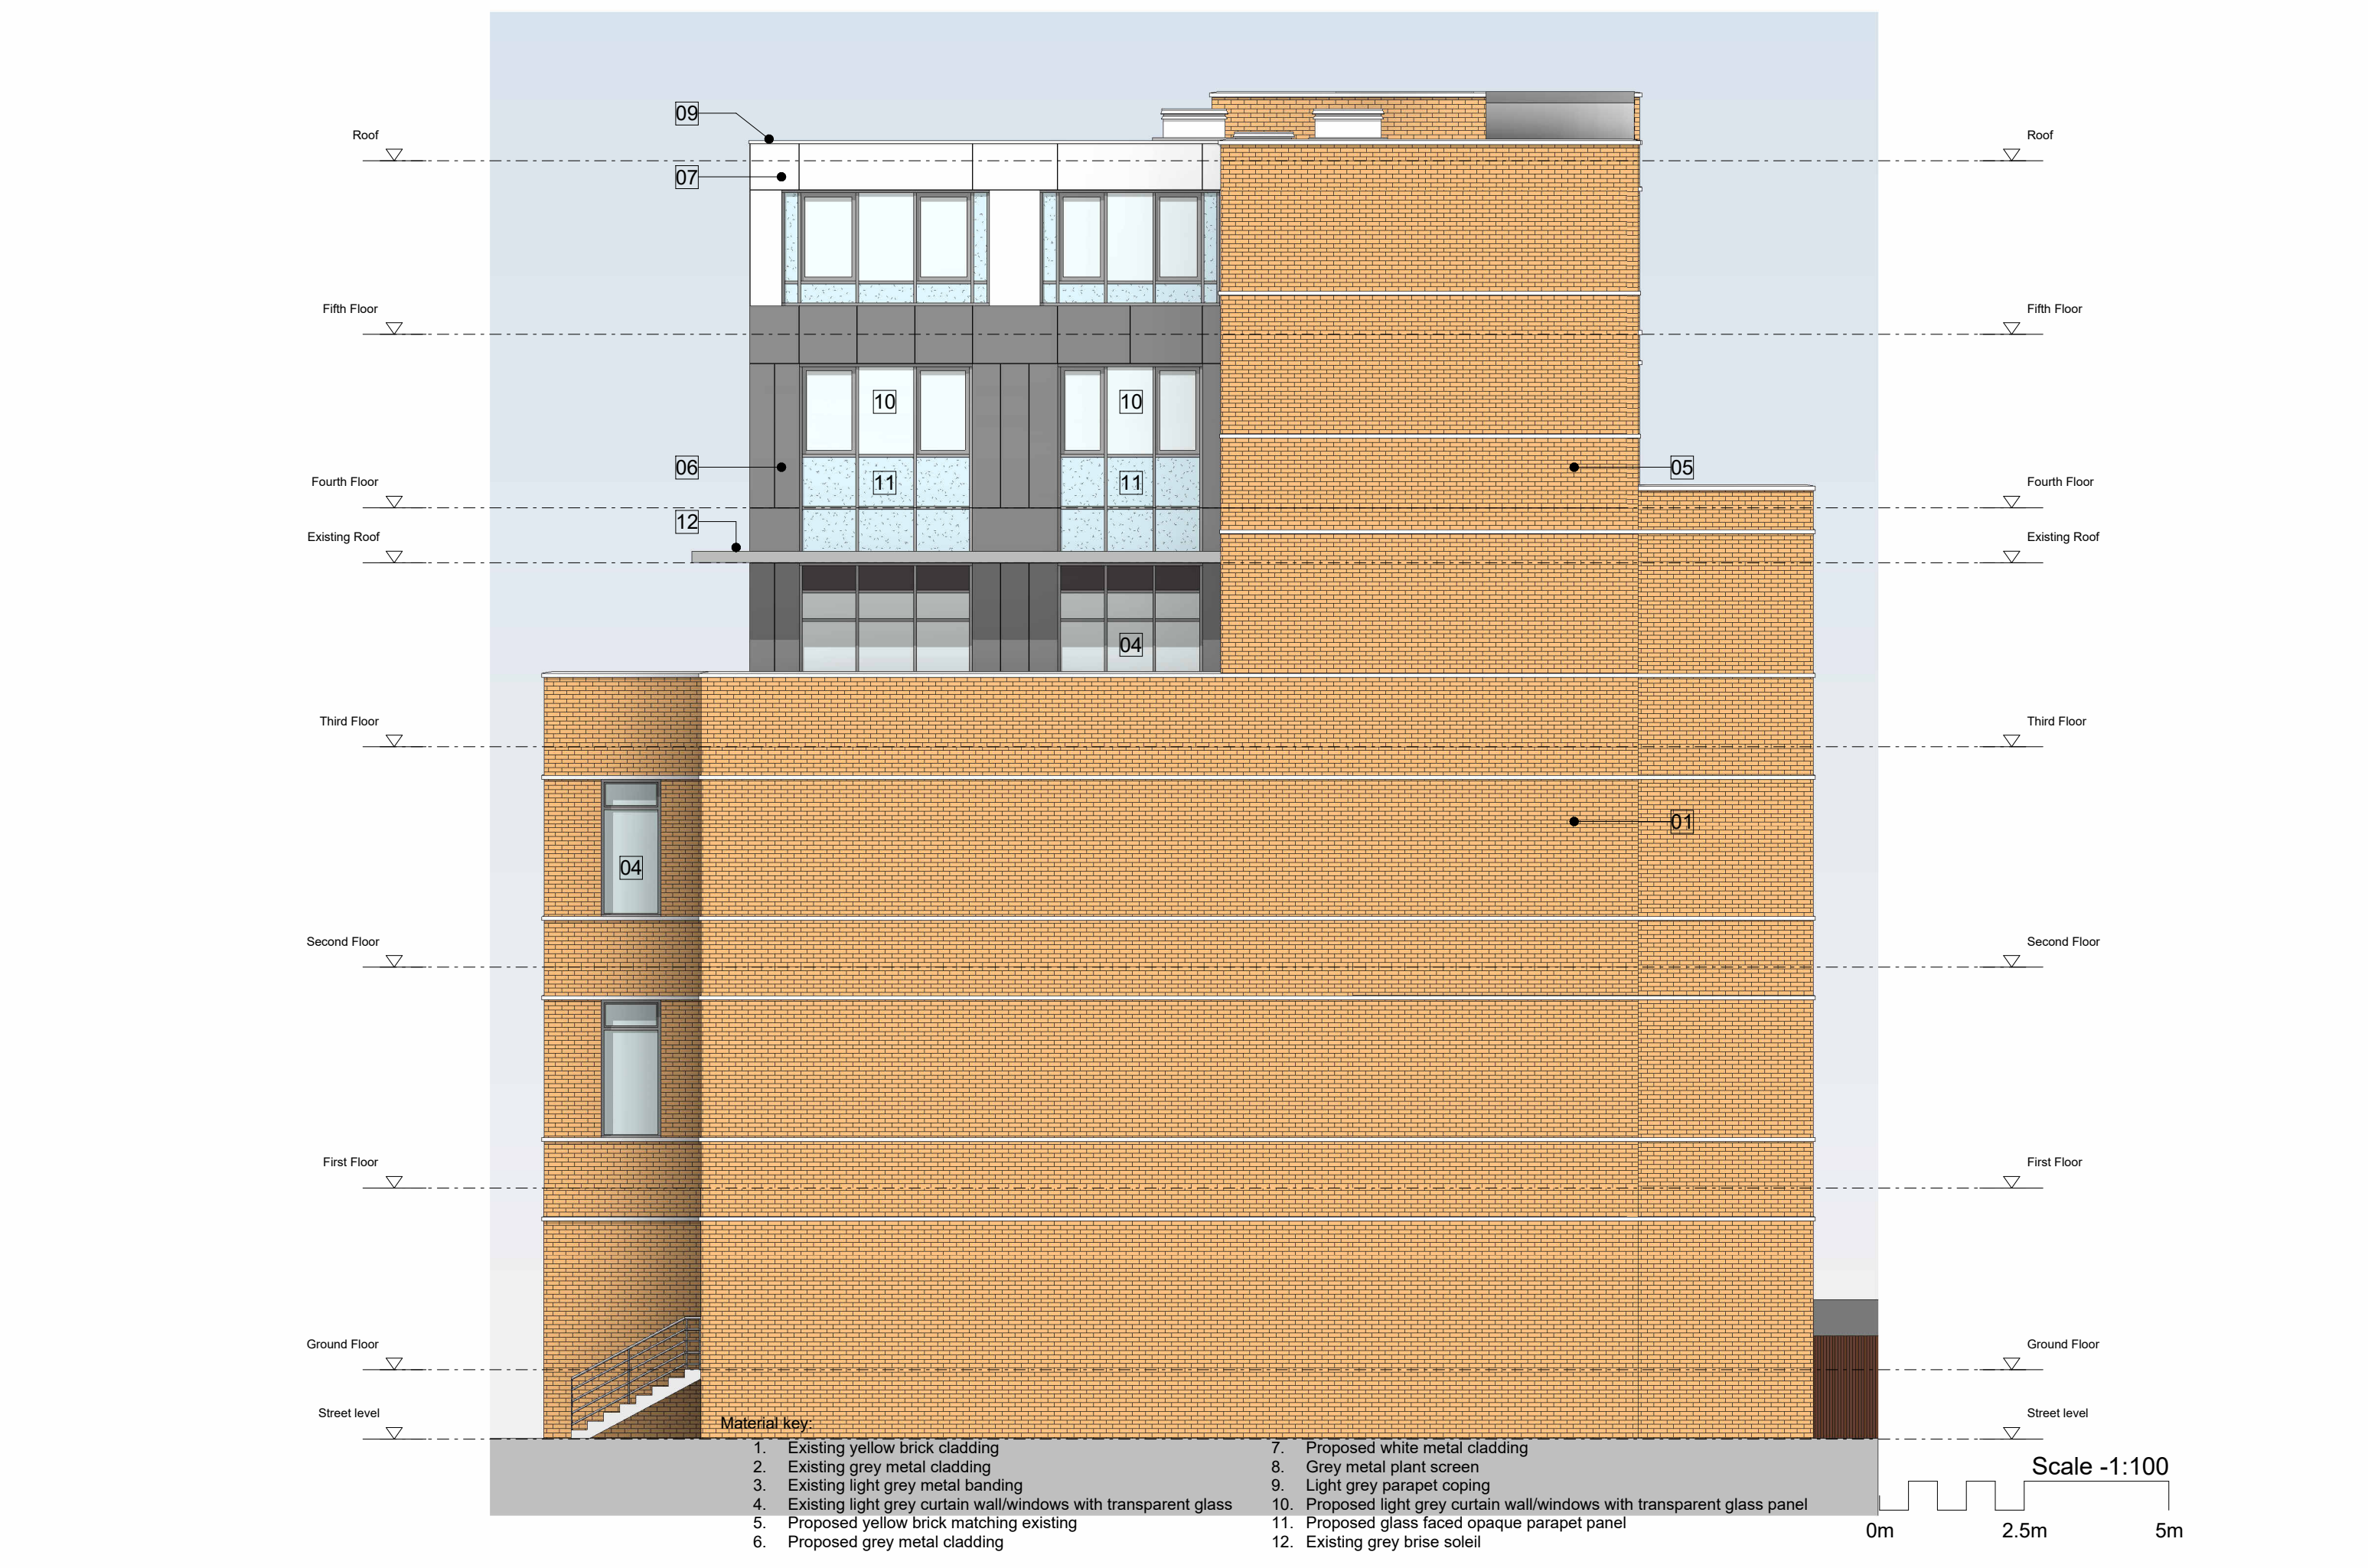 09
Roof
Roof
07
Fifth Floor
Fifth Floor
10
10
06
05
11
11
Fourth Floor
Fourth Floor
12
Existing Roof
Existing Roof
04
Third Floor
Third Floor
01
04
Second Floor
Second Floor
First Floor
First Floor
Ground Floor
Ground Floor
Street level
Street level
Material key:
1. Existing yellow brick cladding
2. Existing grey metal cladding
3. Existing light grey metal banding
4. Existing light grey curtain wall/windows with transparent glass
5. Proposed yellow brick matching existing
6. Proposed grey metal cladding
7. Proposed white metal cladding
8. Grey metal plant screen
9. Light grey parapet coping
10. Proposed light grey curtain wall/windows with transparent glass panel
11. Proposed glass faced opaque parapet panel
12. Existing grey brise soleil
Scale -1:100
0m 2.5m 5m